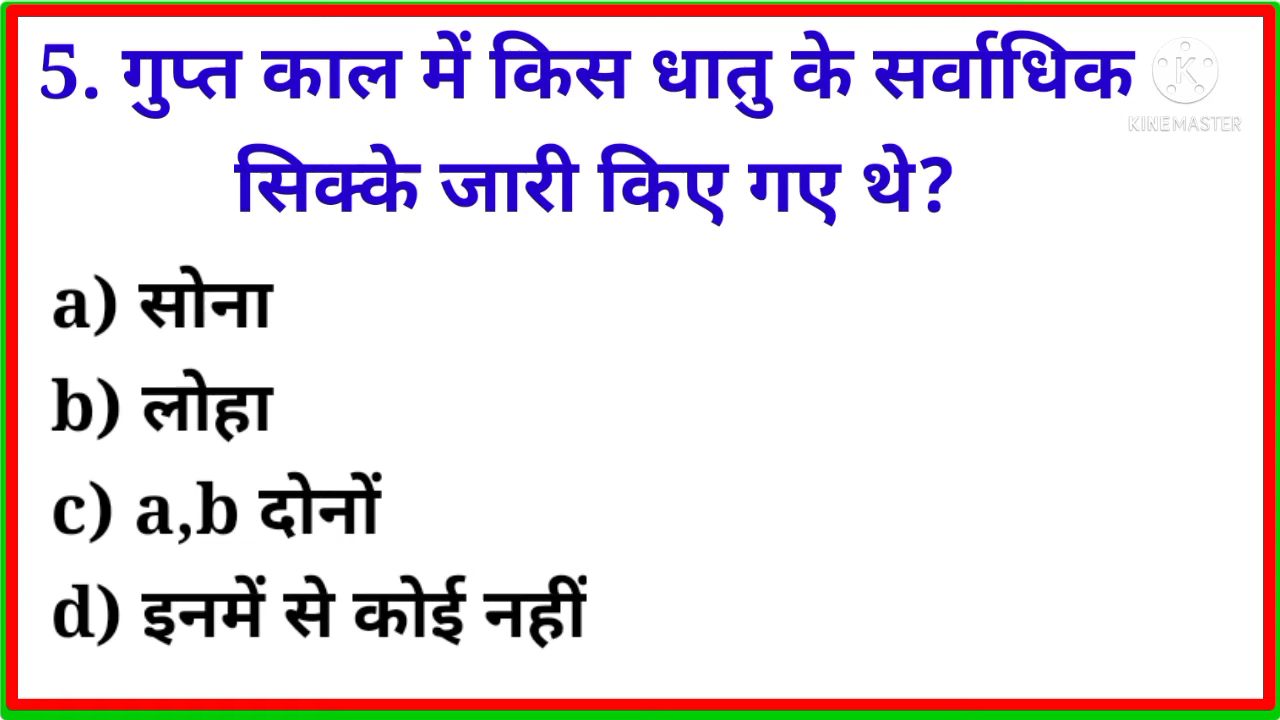 5. गुप्त काल में किस धातु के सर्वाधिक
सिक्के जारी किए गए थे?
KINEMASTER
a) सोना
b) लोहा
c) a,b दोनों
d) इनमें से कोई नहीं